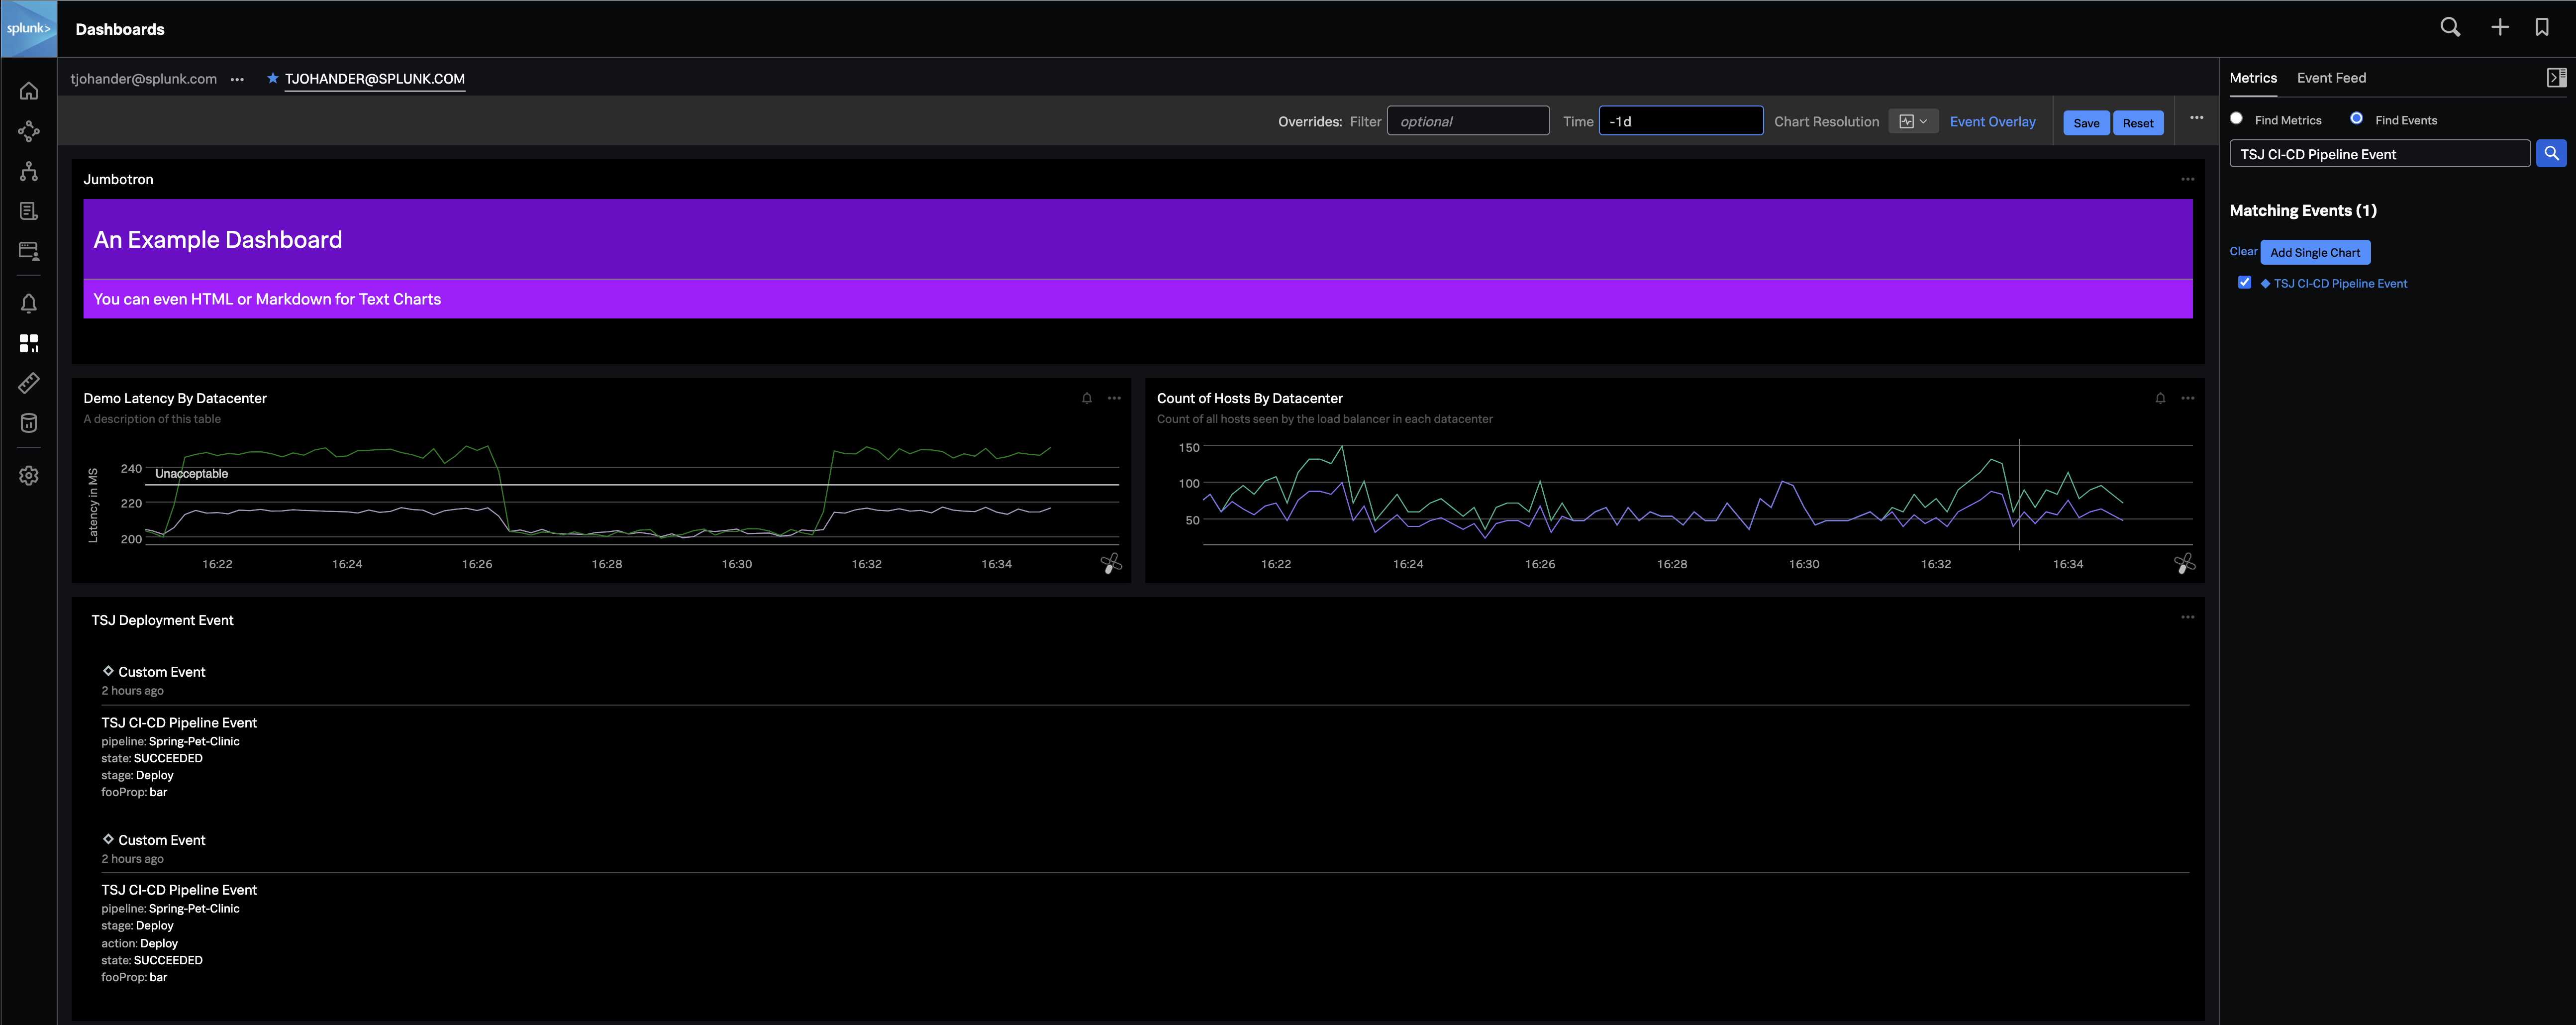 splunk>
Dashboards
tjohander@splunk.com ••• ★ TJOHANDER@SPLUNK.COM
Overrides: Filter optional Time -1d Chart Resolution Event Overlay Save Reset
Jumbotron
An Example Dashboard
You can even HTML or Markdown for Text Charts
Demo Latency By Datacenter
A description of this table
Latency in MS
240
220
200
Unacceptable
16:22 16:24 16:26 16:28 16:30 16:32 16:34
Count of Hosts By Datacenter
Count of all hosts seen by the load balancer in each datacenter
150
100
50
16:22 16:24 16:26 16:28 16:30 16:32 16:34
TSJ Deployment Event
Custom Event
2 hours ago
TSJ CI-CD Pipeline Event
pipeline: Spring-Pet-Clinic
state: SUCCEEDED
stage: Deploy
fooProp: bar
Custom Event
2 hours ago
TSJ CI-CD Pipeline Event
pipeline: Spring-Pet-Clinic
stage: Deploy
action: Deploy
state: SUCCEEDED
fooProp: bar
Metrics Event Feed
Find Metrics Find Events
TSJ CI-CD Pipeline Event
Matching Events (1)
Clear Add Single Chart
TSJ CI-CD Pipeline Event